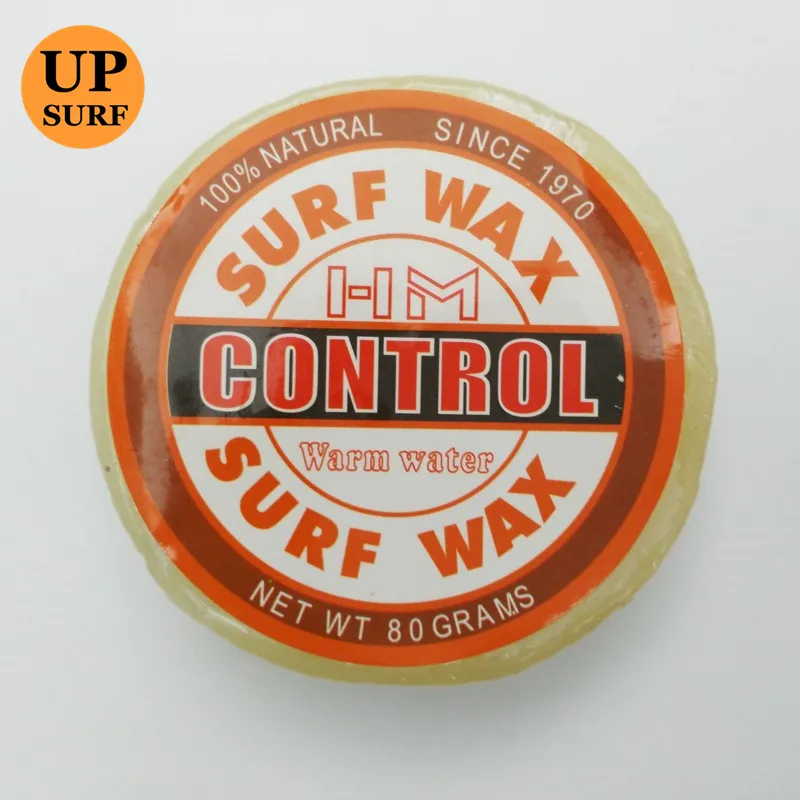 UP
SURF
100% NATURAL SINCE 1970
SURF WAX
HM
CONTROL
Warm water
SURF WAX
NET WT 80 GRAMS